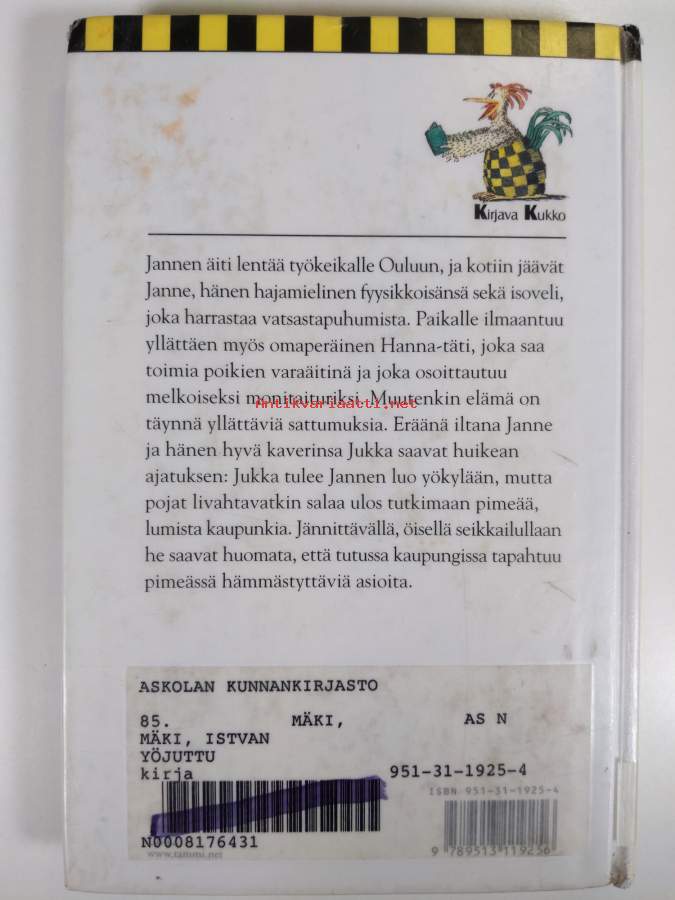 Kirjava Kukko
Jannen äiti lentää työkeikalle Ouluun, ja kotiin jäävät
Janne, hänen hajamielinen fyysikkoisänsä sekä isoveli,
joka harrastaa vatsastapuhumista. Paikalle ilmaantuu
yllättäen myös omaperäinen Hanna-täti, joka saa
toimia poikien varaäitinä ja joka osoittautuu
melkoiseksi monitaituriksi. Muutenkin elämä on
Antikvariaatti.net
täynnä yllättäviä sattumuksia. Eräänä iltana Janne
ja hänen hyvä kaverinsa Jukka saavat huikean
ajatuksen: Jukka tulee Jannen luo yökylään, mutta
pojat livahtavatkin salaa ulos tutkimaan pimeää,
lumista kaupunkia. Jännittävällä, öisellä seikkailullaan
he saavat huomata, että tutussa kaupungissa tapahtuu
pimeässä hämmästyttäviä asioita.
ASKOLAN KUNNANKIRJASTO
85. MÄKI, AS N
MÄKI, ISTVAN
YÖJUTTU
kirja 951-31-1925-4
ISBN 951-31-1925-4
N0008176431
www.tammi.net
9 789513 119256